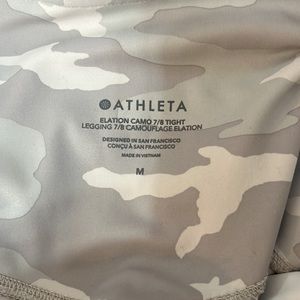 ATHLETA
ELATION CAMO 7/8 TIGHT
LEGGING 7/8 CAMOUFLAGE ELATION
DESIGNED IN SAN FRANCISCO
CONÇU À SAN FRANCISCO
MADE IN VIETNAM
M